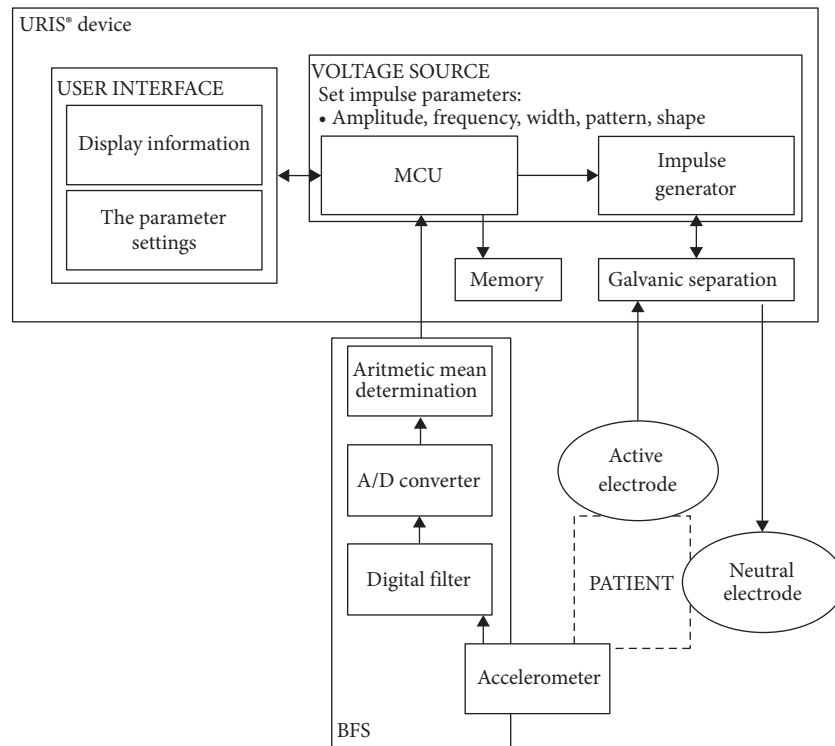 URIS® device
USER INTERFACE
Display information
The parameter
settings
VOLTAGE SOURCE
Set impulse parameters:
• Amplitude, frequency, width, pattern, shape
MCU
Impulse
generator
Memory
Galvanic separation
Aritmetic mean
determination
A/D converter
Digital filter
Active
electrode
PATIENT
Neutral
electrode
Accelerometer
BFS